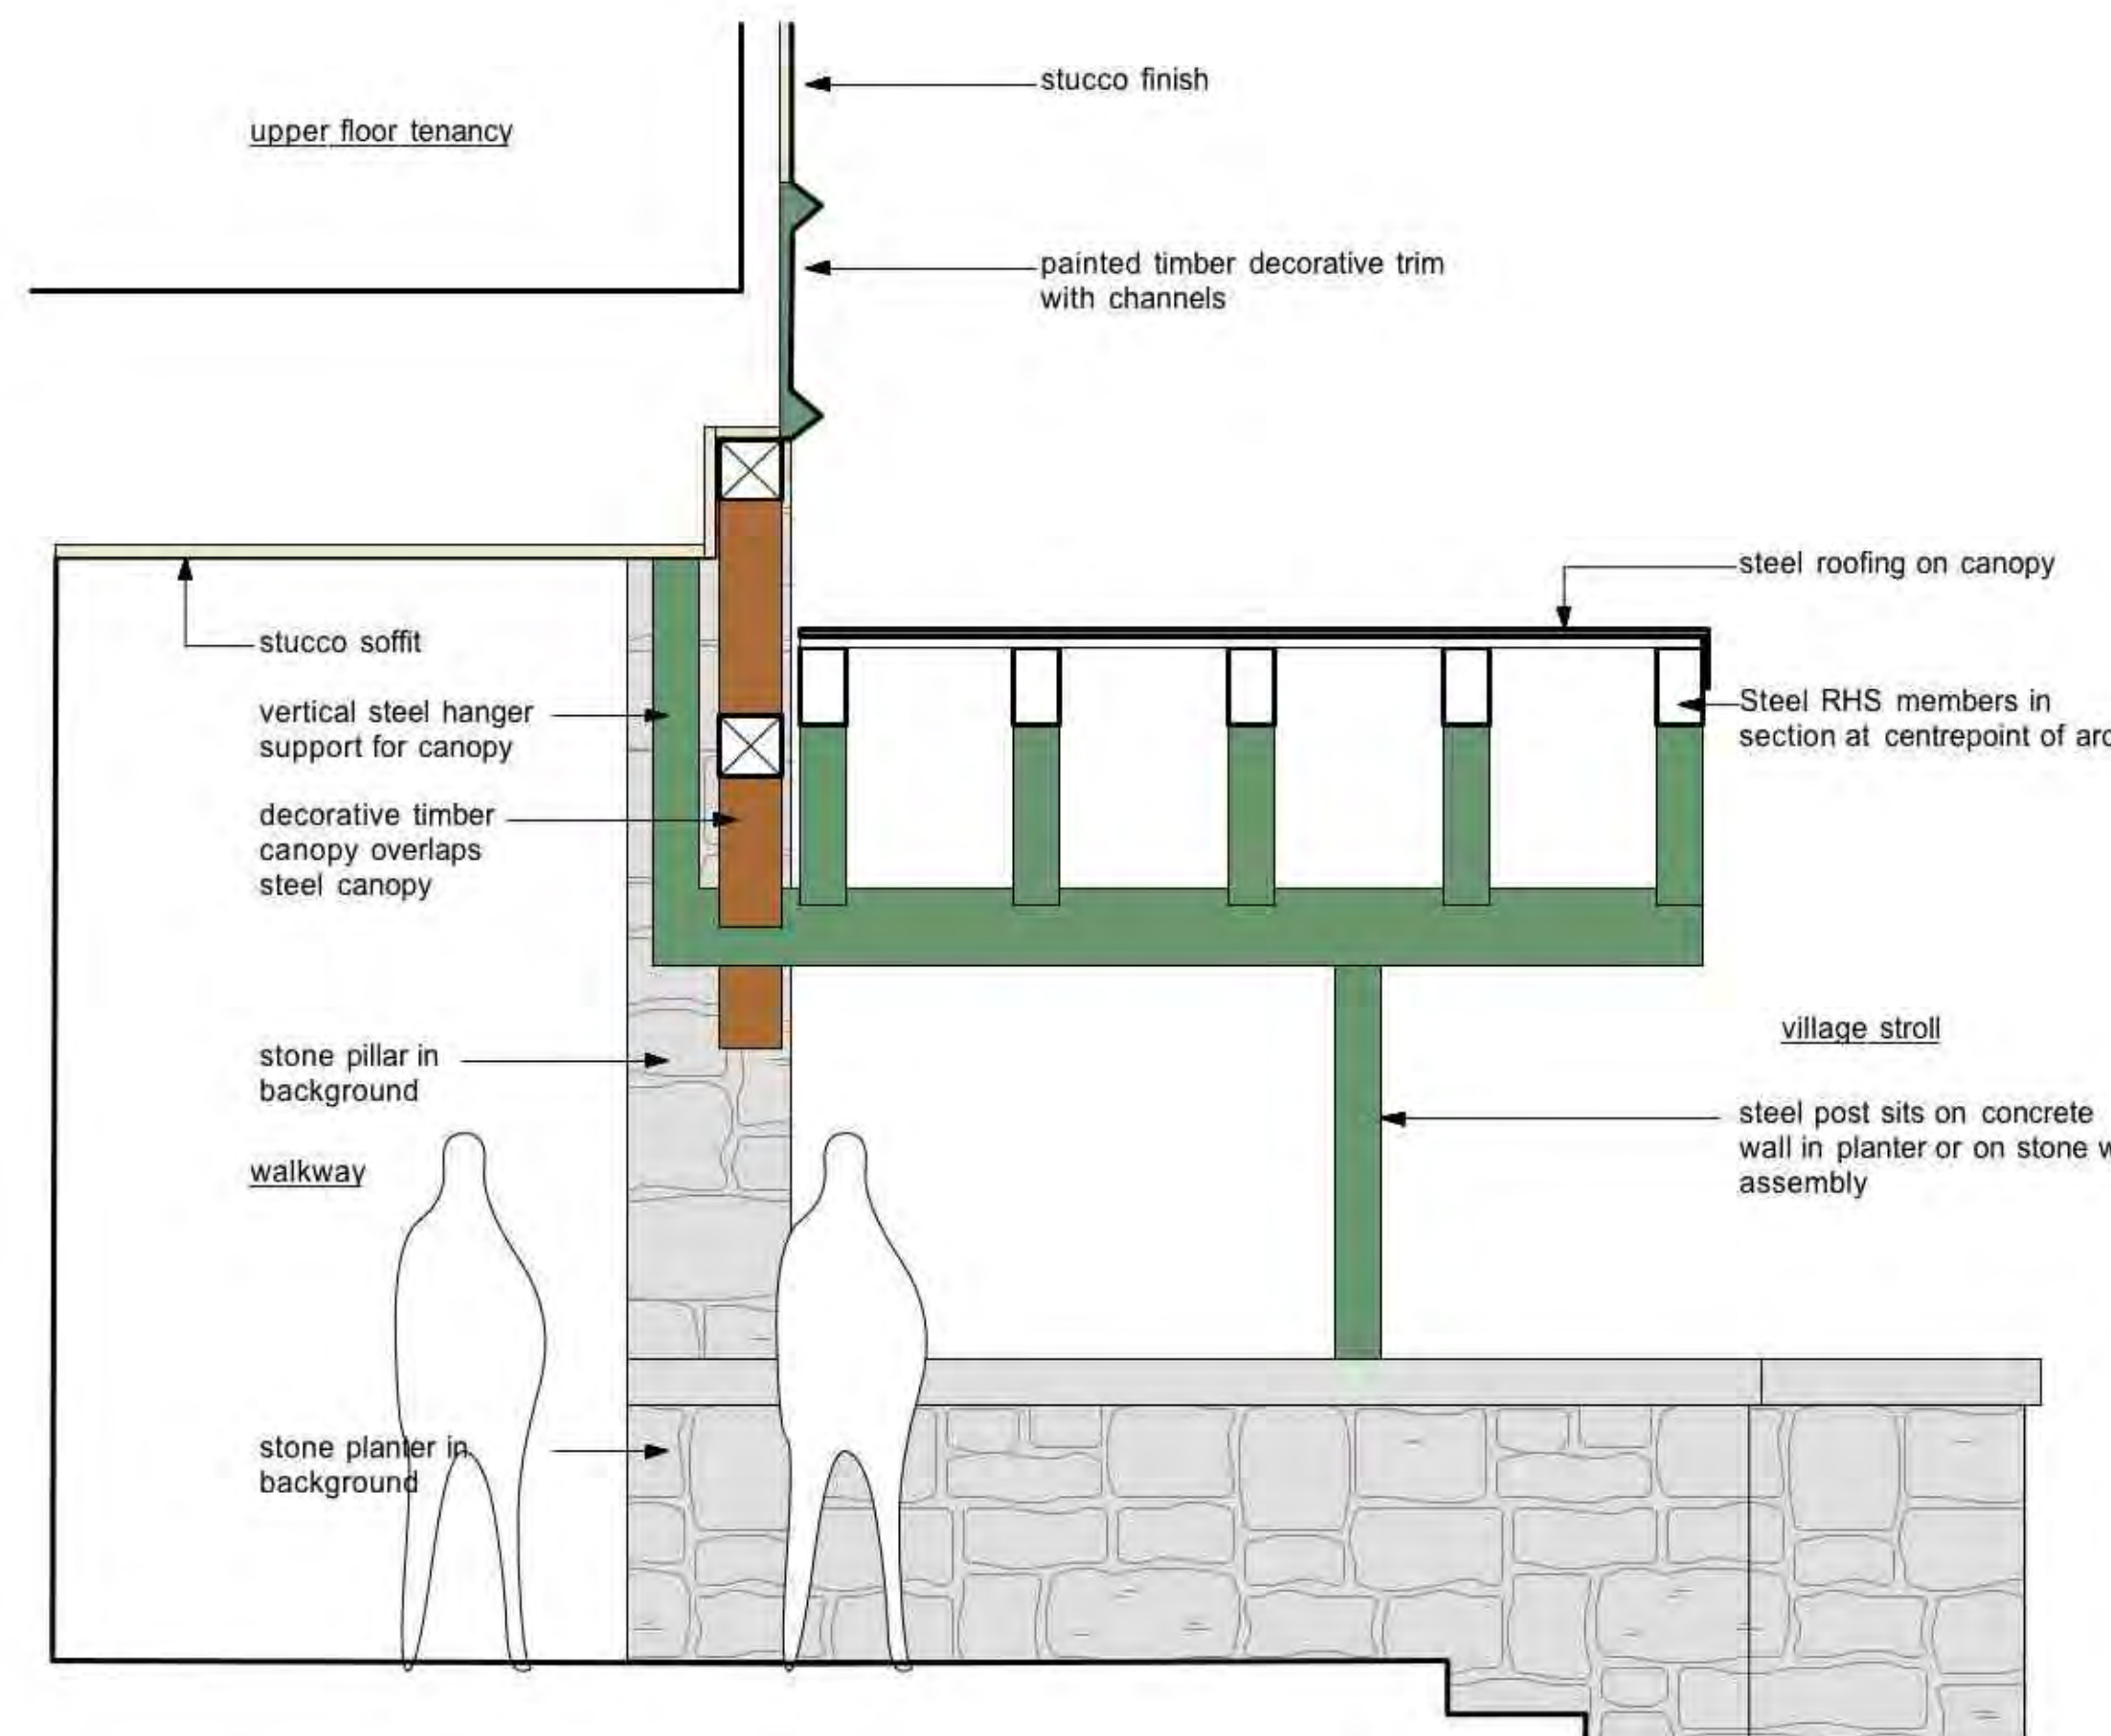 stucco finish
upper floor tenancy
painted timber decorative trim
with channels
steel roofing on canopy
stucco soffit
Steel RHS members in
section at centrepoint of
vertical steel hanger
support for canopy
decorative timber
canopy overlaps
steel canopy
village stroll
stone pillar in
background
steel post sits on concrete
wall in planter or on stone
assembly
walkway
stone planter in
background